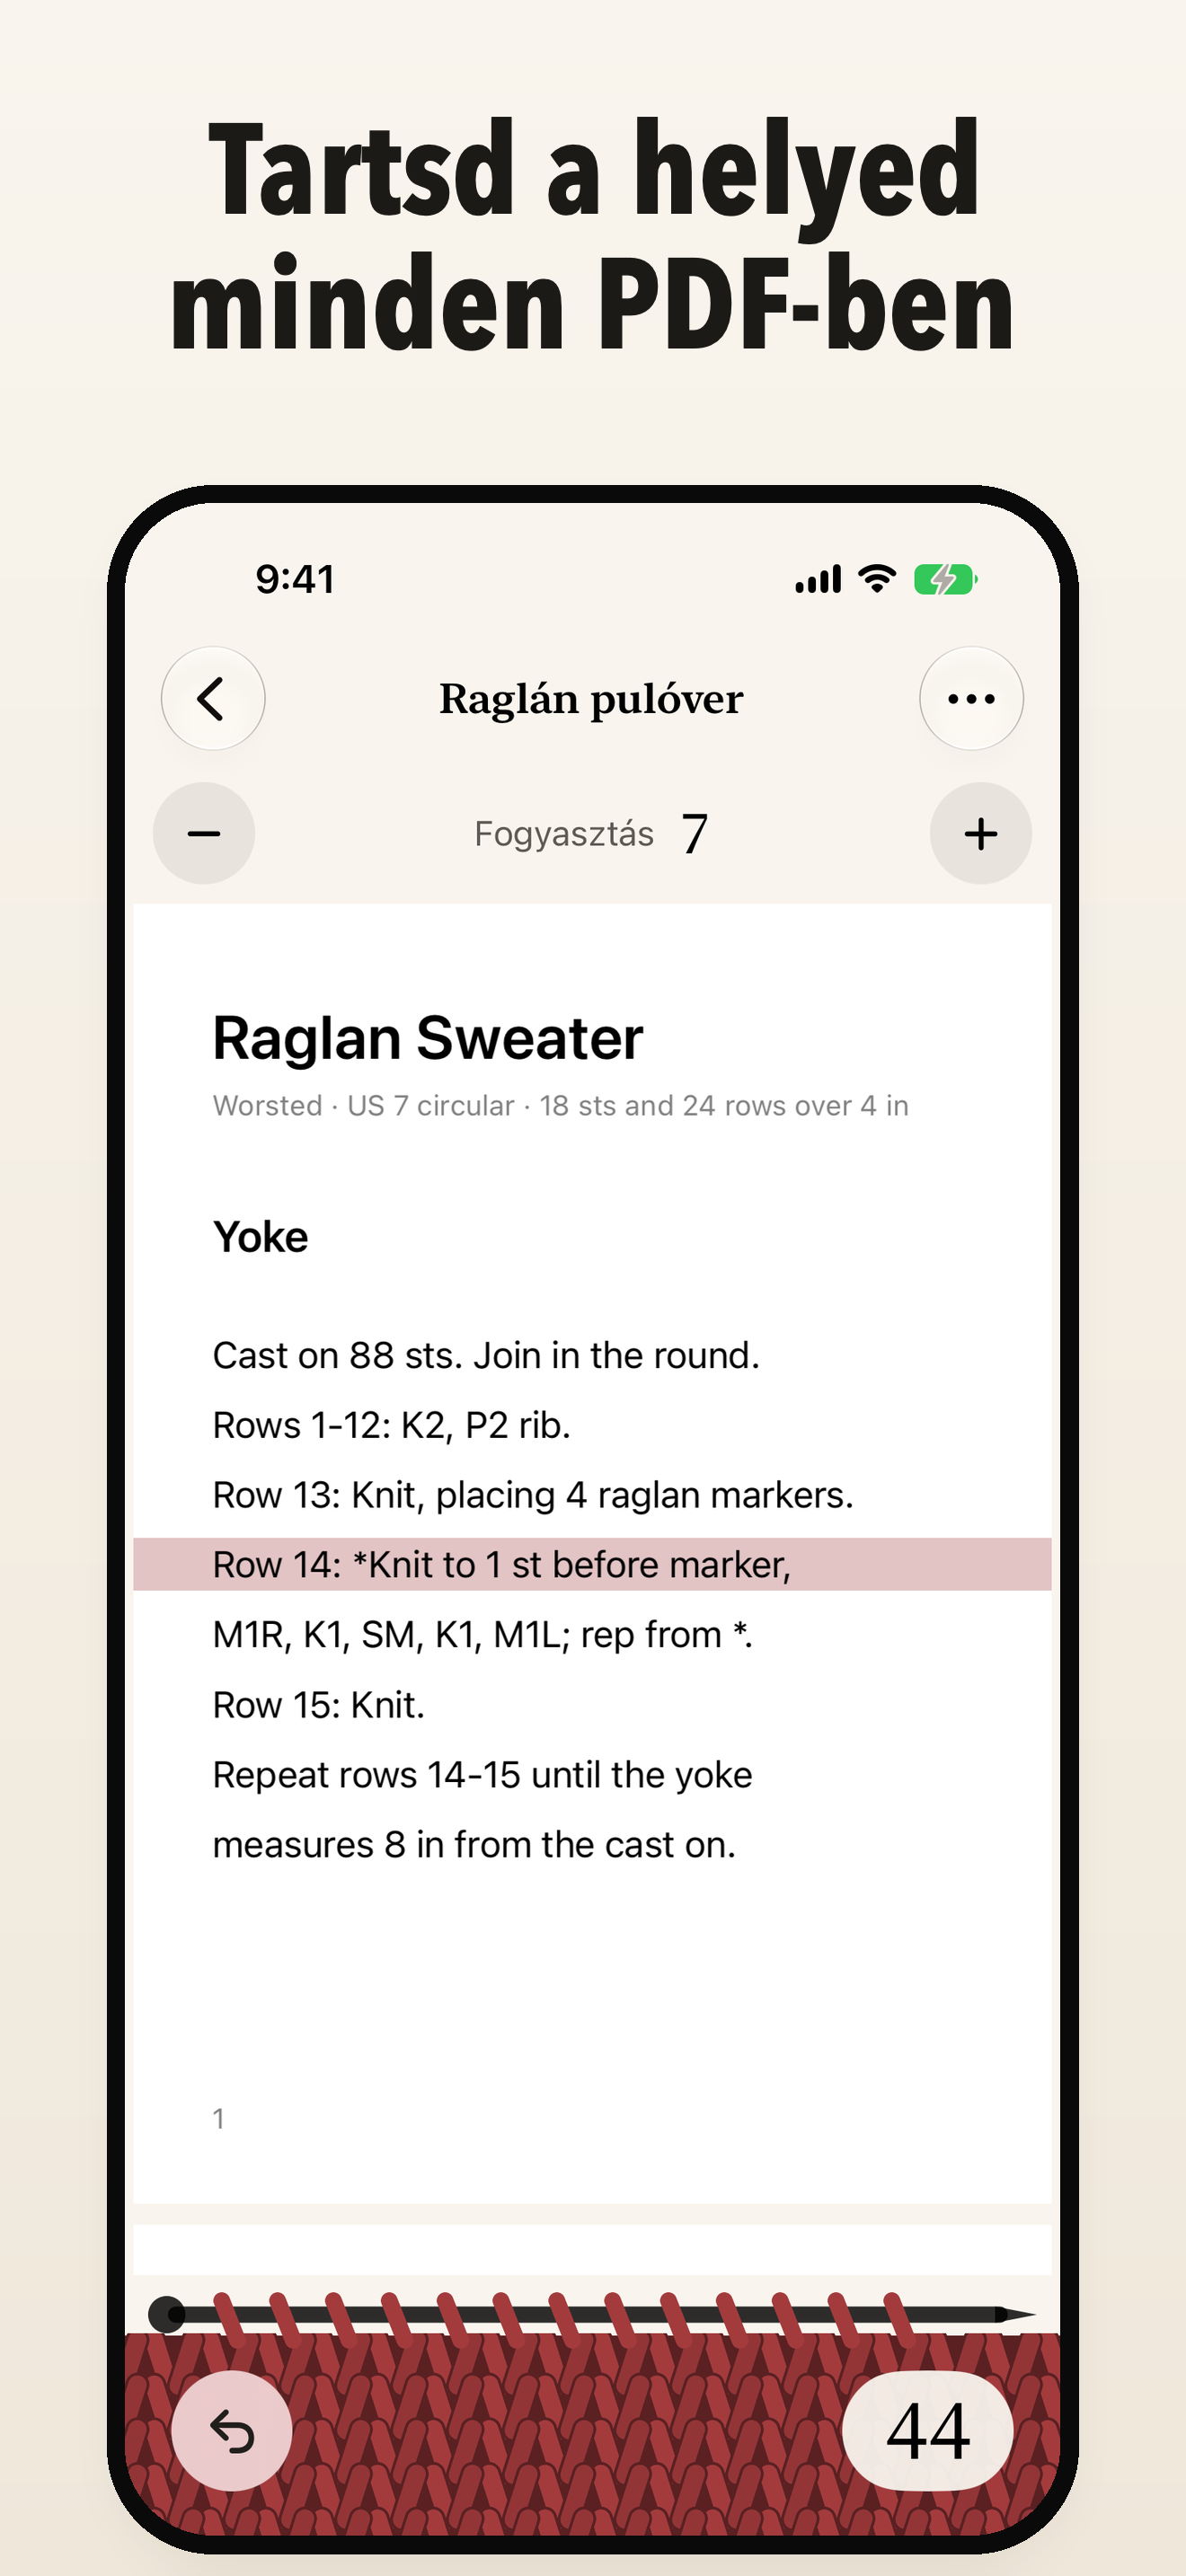 Tartsd a helyed
minden PDF-ben
9:41
Raglán pulóver
Fogyasztás 7
Raglan Sweater
Worsted · US 7 circular · 18 sts and 24 rows over 4 in
Yoke
Cast on 88 sts. Join in the round.
Rows 1-12: K2, P2 rib.
Row 13: Knit, placing 4 raglan markers.
Row 14: *Knit to 1 st before marker,
M1R, K1, SM, K1, M1L; rep from *.
Row 15: Knit.
Repeat rows 14-15 until the yoke
measures 8 in from the cast on.
1
44